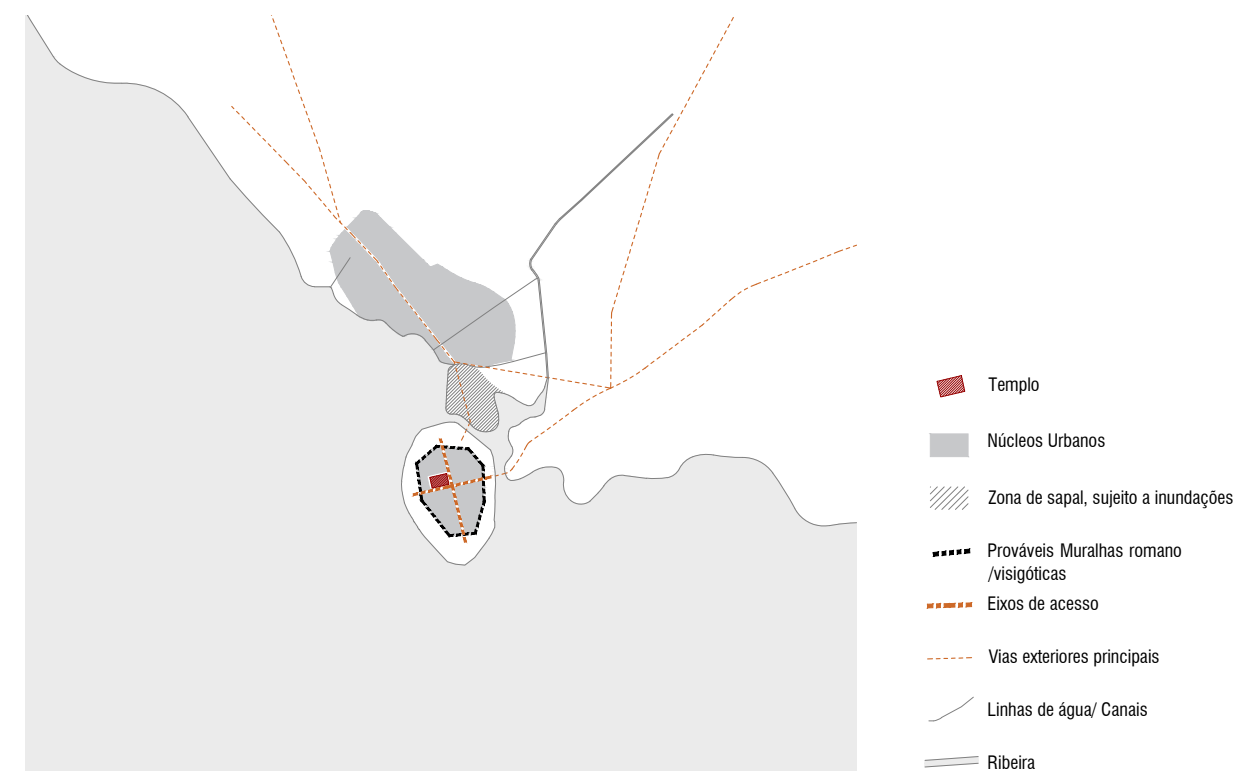 Templo
Núcleos Urbanos
Zona de sapal, sujeito a inundações
Prováveis Muralhas romano
/visigóticas
Eixos de acesso
Vias exteriores principais
Linhas de água/ Canais
Ribeira